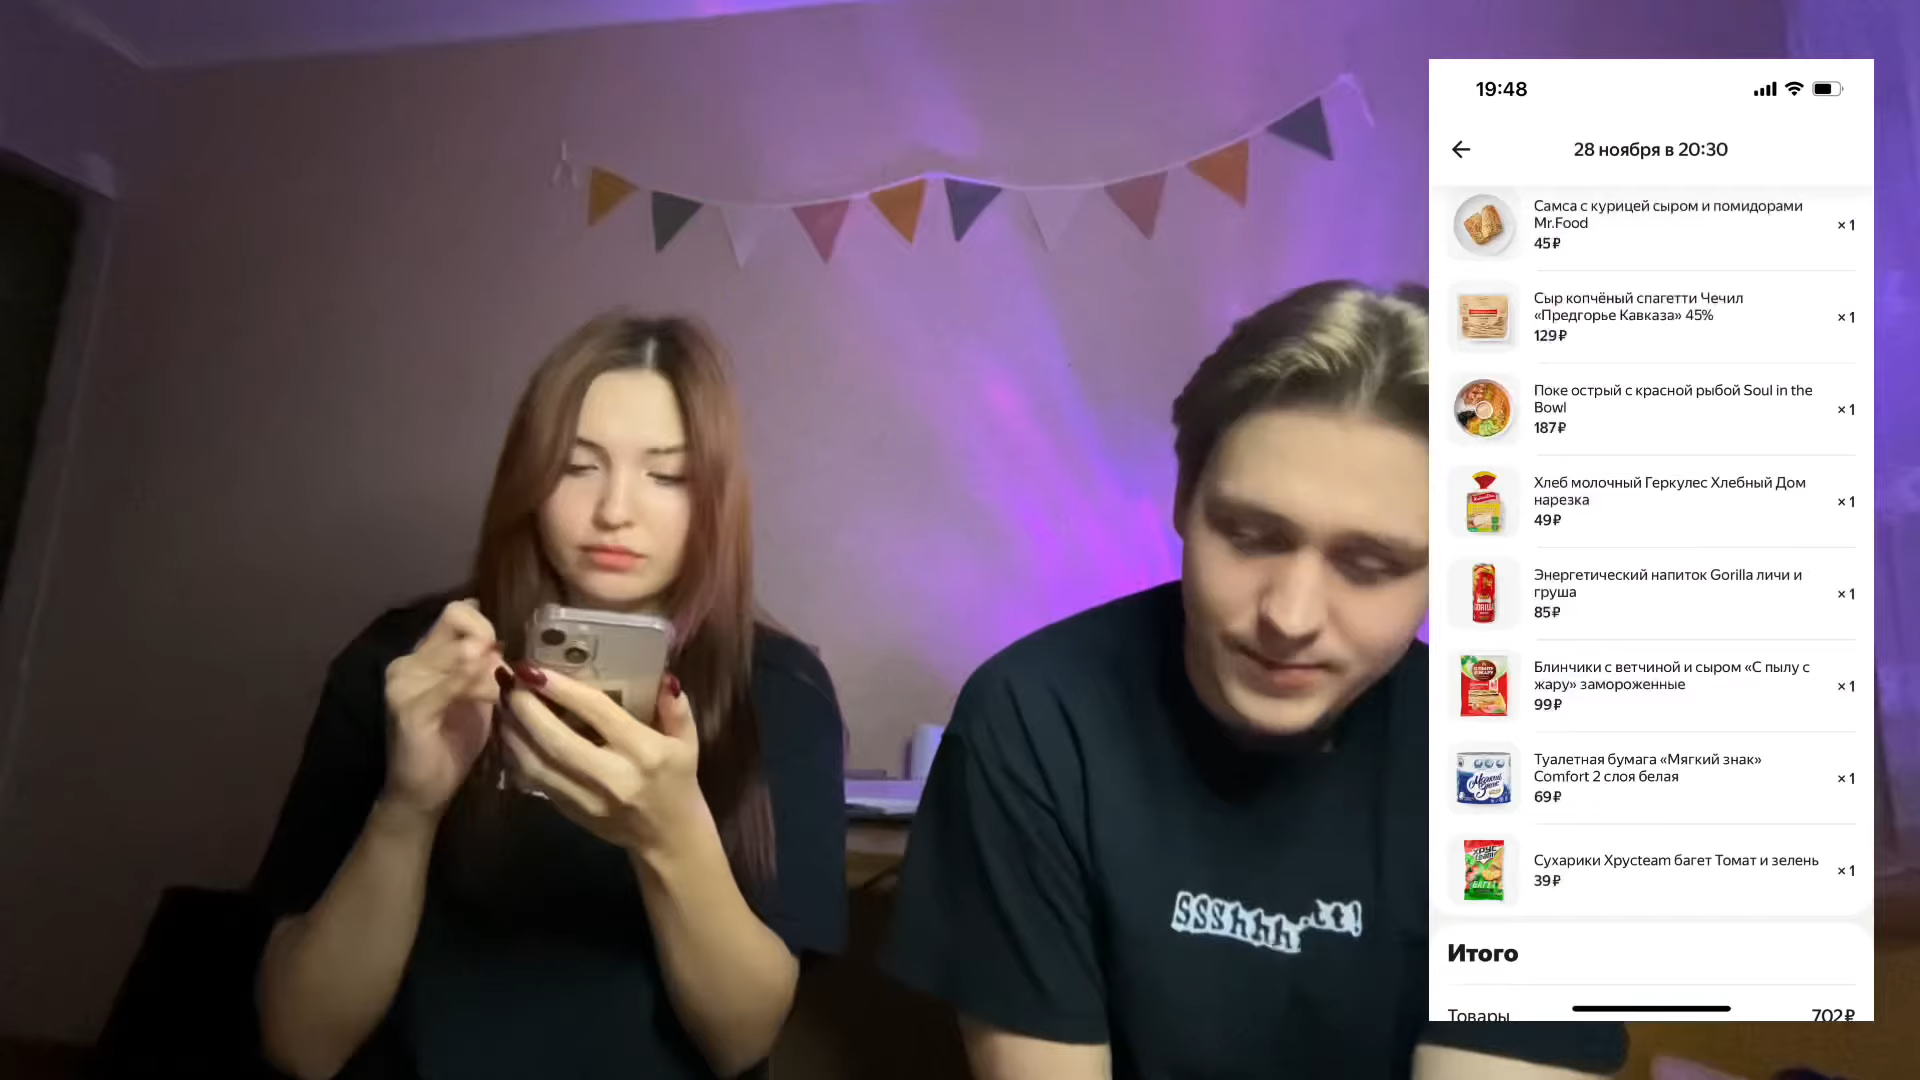 19:48
28 ноября в 20:30
Самса с курицей сыром и помидорами
Mr.Food
45₽
× 1
Сыр копчёный спагетти Чечил
«Предгорье Кавказа» 45%
129₽
× 1
Поке острый с красной рыбой Soul in the
Bowl
187₽
× 1
Хлеб молочный Геркулес Хлебный Дом
нарезка
49₽
× 1
Энергетический напиток Gorilla личи и
груша
85₽
× 1
Блинчики с ветчиной и сыром «С пылу с
жару» замороженные
99₽
× 1
Туалетная бумага «Мягкий знак»
Comfort 2 слоя белая
69₽
× 1
Сухарики Хрусteam багет Томат и зелень
39₽
× 1
Итого
Товары
702₽